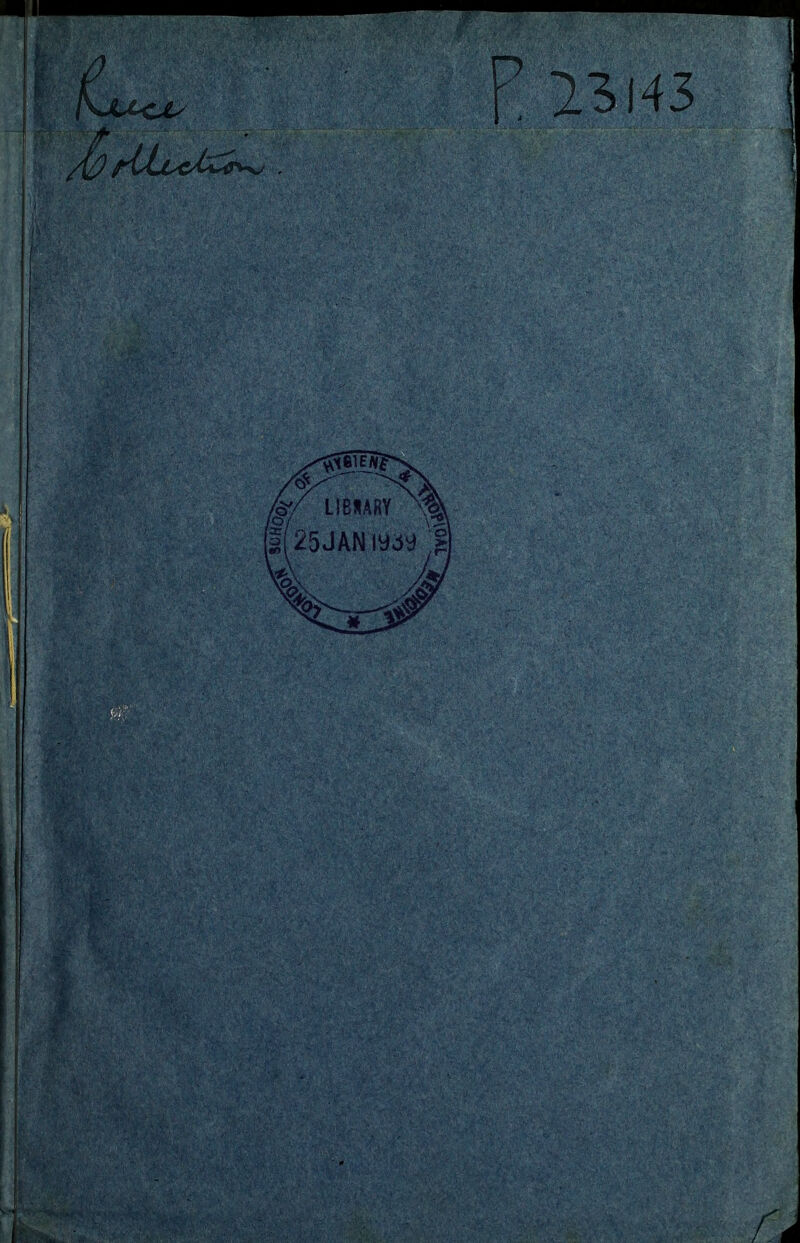 Reece P. 23143
Collection.
LONDON SCHOOL OF HYGIENE & TROPICAL MEDICINE *
LIBRARY
25 JAN 1939